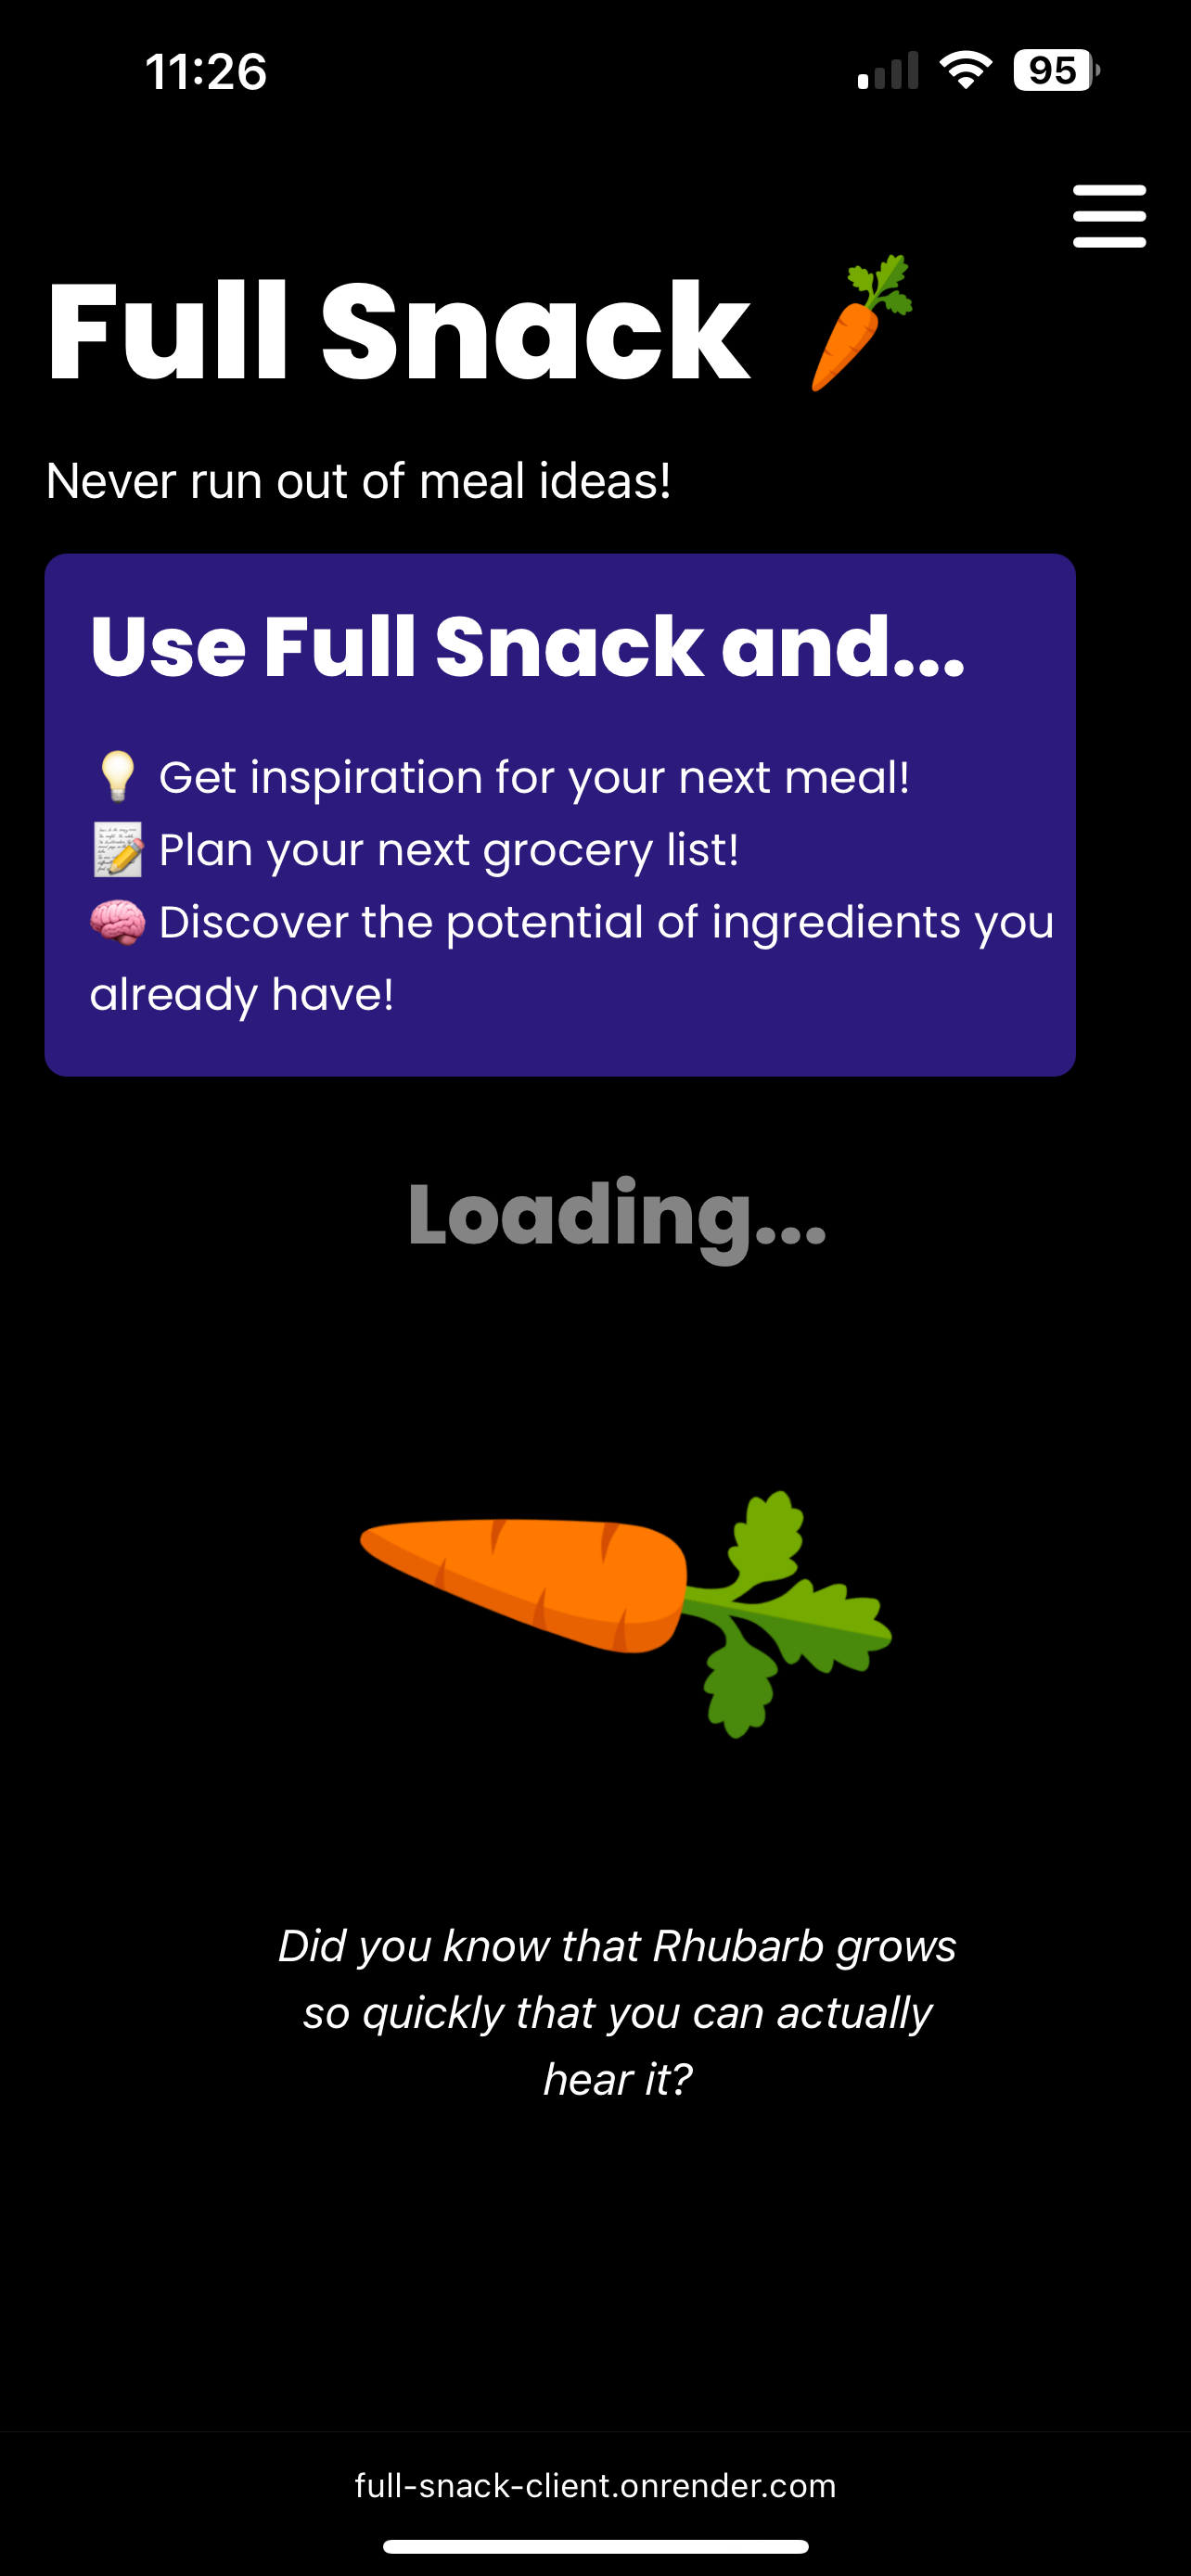 11:26
95
Full Snack
Never run out of meal ideas!
Use Full Snack and...
💡 Get inspiration for your next meal!
📝 Plan your next grocery list!
🧠 Discover the potential of ingredients you
already have!
Loading...
Did you know that Rhubarb grows
so quickly that you can actually
hear it?
full-snack-client.onrender.com